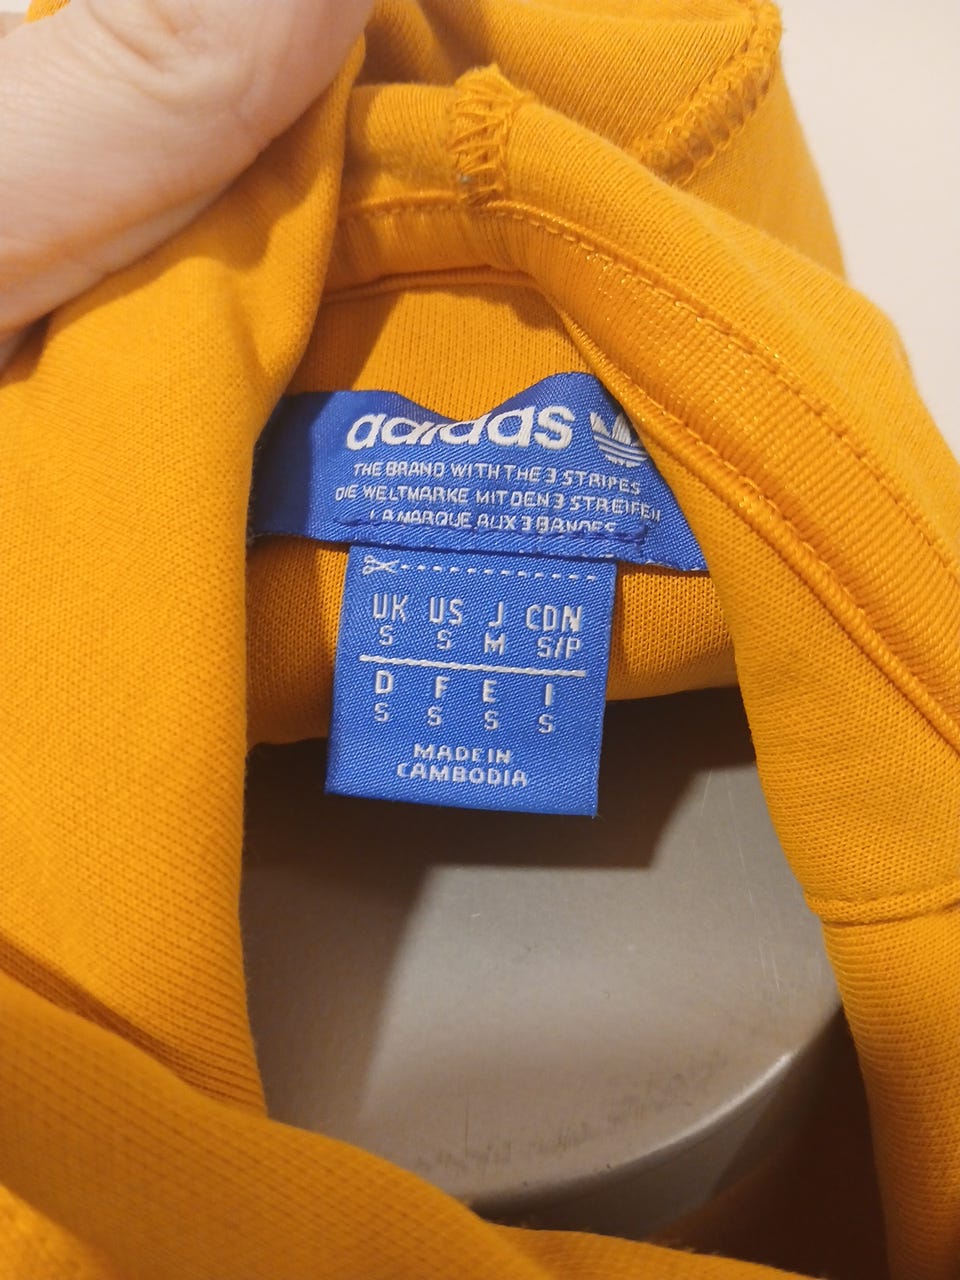 adidas
THE BRAND WITH THE 3 STRIPES
DIE WELTMARKE MIT DEN 3 STREIFEN
LA MARQUE AUX 3 BANDES
UK US J CDN
S S M S/P
D F E I
S S S S
MADE IN
CAMBODIA